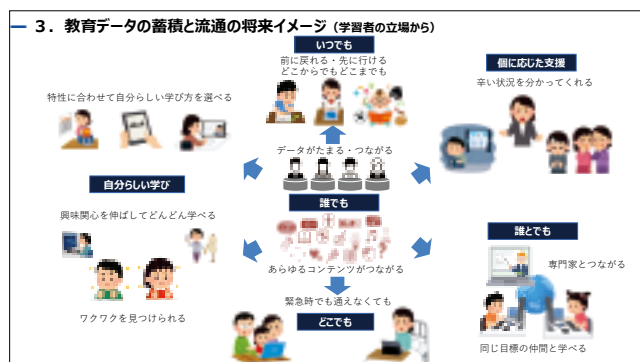 3．教育データの蓄積と流通の将来イメージ（学習者の立場から）
いつでも
前に戻れる・先に行ける
どこからでもどこまでも
個に応じた支援
辛い状況を分かってくれる
特性に合わせて自分らしい学び方を選べる
データがたまる・つながる
自分らしい学び
誰でも
興味関心を伸ばしてどんどん学べる
誰とでも
専門家とつながる
あらゆるコンテンツがつながる
緊急時でも通えなくても
ワクワクを見つけられる
どこでも
同じ目標の仲間と学べる